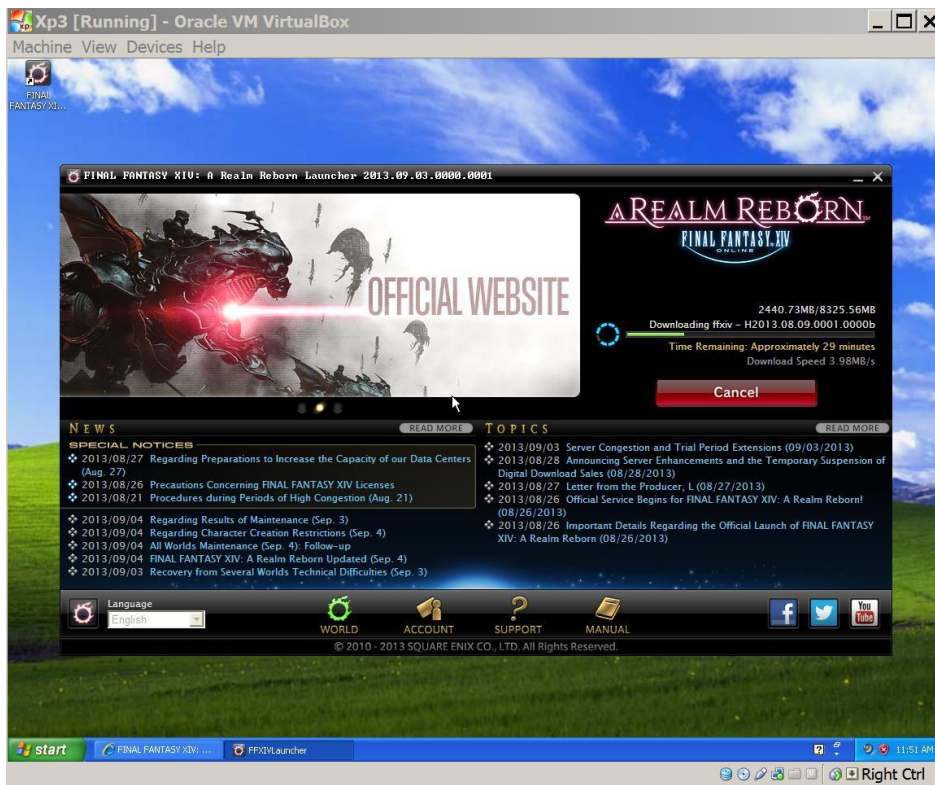 Xp3 [Running] - Oracle VM VirtualBox
Machine View Devices Help
FINAL
FANTASY XI...
FINAL FANTASY XIV: A Realm Reborn Launcher 2013.09.03.0000.0001
OFFICIAL WEBSITE
A REALM REBORN
FINAL FANTASY XIV
ONLINE
2440.73MB/8325.56MB
Downloading ffxiv - H2013.08.09.0001.0000b
Time Remaining: Approximately 29 minutes
Download Speed 3.98MB/s
Cancel
NEWS
READ MORE
SPECIAL NOTICES
2013/08/27 Regarding Preparations to Increase the Capacity of our Data Centers
(Aug. 27)
2013/08/26 Precautions Concerning FINAL FANTASY XIV Licenses
2013/08/21 Procedures during Periods of High Congestion (Aug. 21)
2013/09/04 Regarding Results of Maintenance (Sep. 3)
2013/09/04 Regarding Character Creation Restrictions (Sep. 4)
2013/09/04 All Worlds Maintenance (Sep. 4): Follow-up
2013/09/04 FINAL FANTASY XIV: A Realm Reborn Updated (Sep. 4)
2013/09/03 Recovery from Several Worlds Technical Difficulties (Sep. 3)
TOPICS
READ MORE
2013/09/03 Server Congestion and Trial Period Extensions (09/03/2013)
2013/08/28 Announcing Server Enhancements and the Temporary Suspension of
Digital Download Sales (08/28/2013)
2013/08/27 Letter from the Producer, L (08/27/2013)
2013/08/26 Official Service Begins for FINAL FANTASY XIV: A Realm Reborn!
(08/26/2013)
2013/08/26 Important Details Regarding the Official Launch of FINAL FANTASY
XIV: A Realm Reborn (08/26/2013)
Language
English
WORLD
ACCOUNT
SUPPORT
MANUAL
You
Tube
© 2010 - 2013 SQUARE ENIX CO., LTD. All Rights Reserved.
start
FINAL FANTASY XIV: ...
FFXIVLauncher
11:51 AM
Right Ctrl